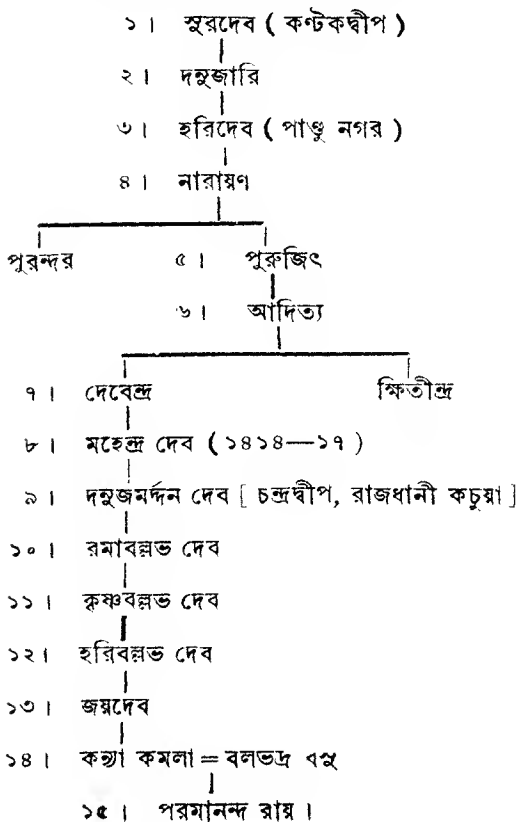 ১। সুরদেব ( কণ্টকদ্বীপ )
২। দনুজারি
৩। হরিদেব ( পাণ্ডু নগর )
৪। নারায়ণ
পুরন্দর ৫। পুরুজিৎ
৬। আদিত্য
৭। দেবেন্দ্র ক্ষিতীন্দ্র
৮। মহেন্দ্র দেব ( ১৪১৪—১৭ )
৯। দনুজমর্দ্দন দেব [ চন্দ্রদ্বীপ, রাজধানী কচুয়া ]
১০। রমাবল্লভ দেব
১১। কৃষ্ণবল্লভ দেব
১২। হরিবল্লভ দেব
১৩। জয়দেব
১৪। কন্যা কমলা = বলভদ্র বসু
১৫। পরমানন্দ রায়।